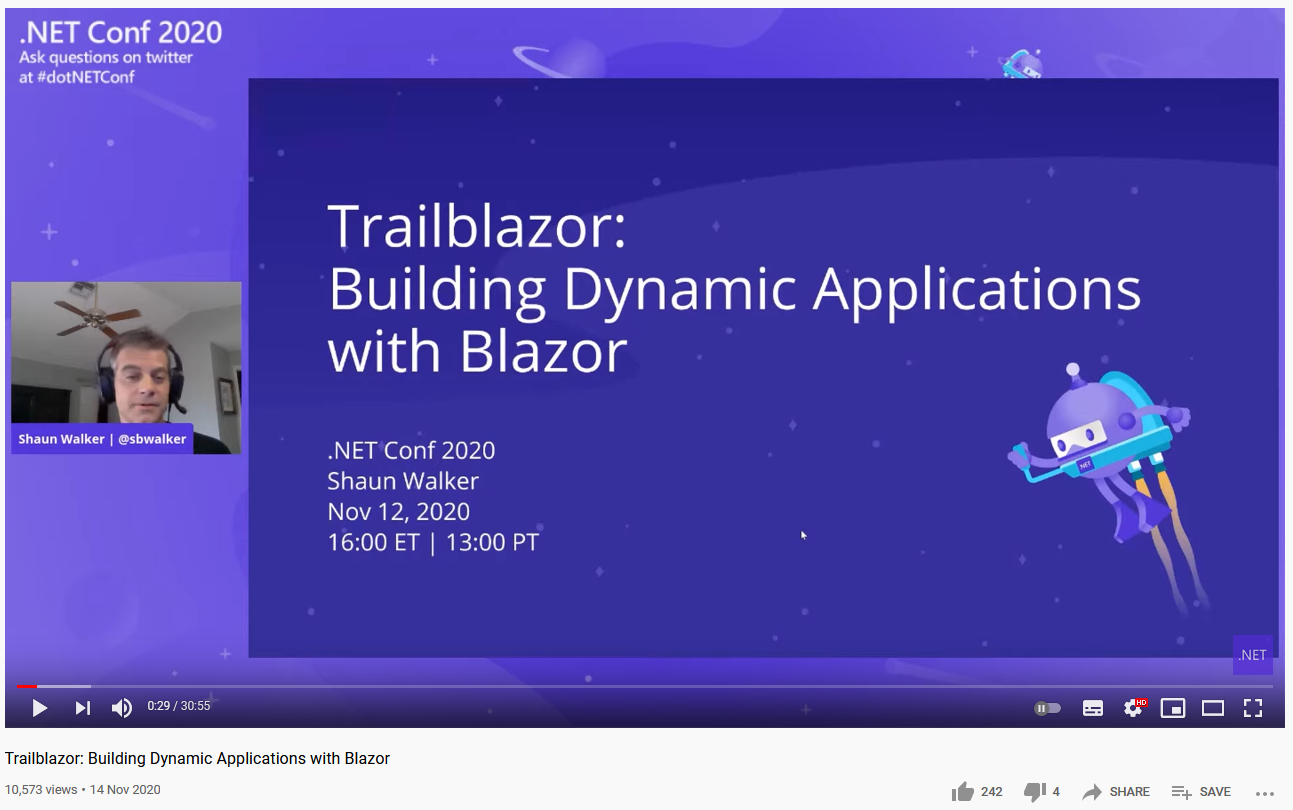 .NET Conf 2020
Ask questions on twitter
at #dotNETConf
Trailblazor:
Building Dynamic Applications
with Blazor
.NET Conf 2020
Shaun Walker
Nov 12, 2020
16:00 ET | 13:00 PT
Shaun Walker | @sbwalker
.NET
.NET
0:29 / 30:55
HD
Trailblazor: Building Dynamic Applications with Blazor
10,573 views • 14 Nov 2020
242
4
SHARE
SAVE